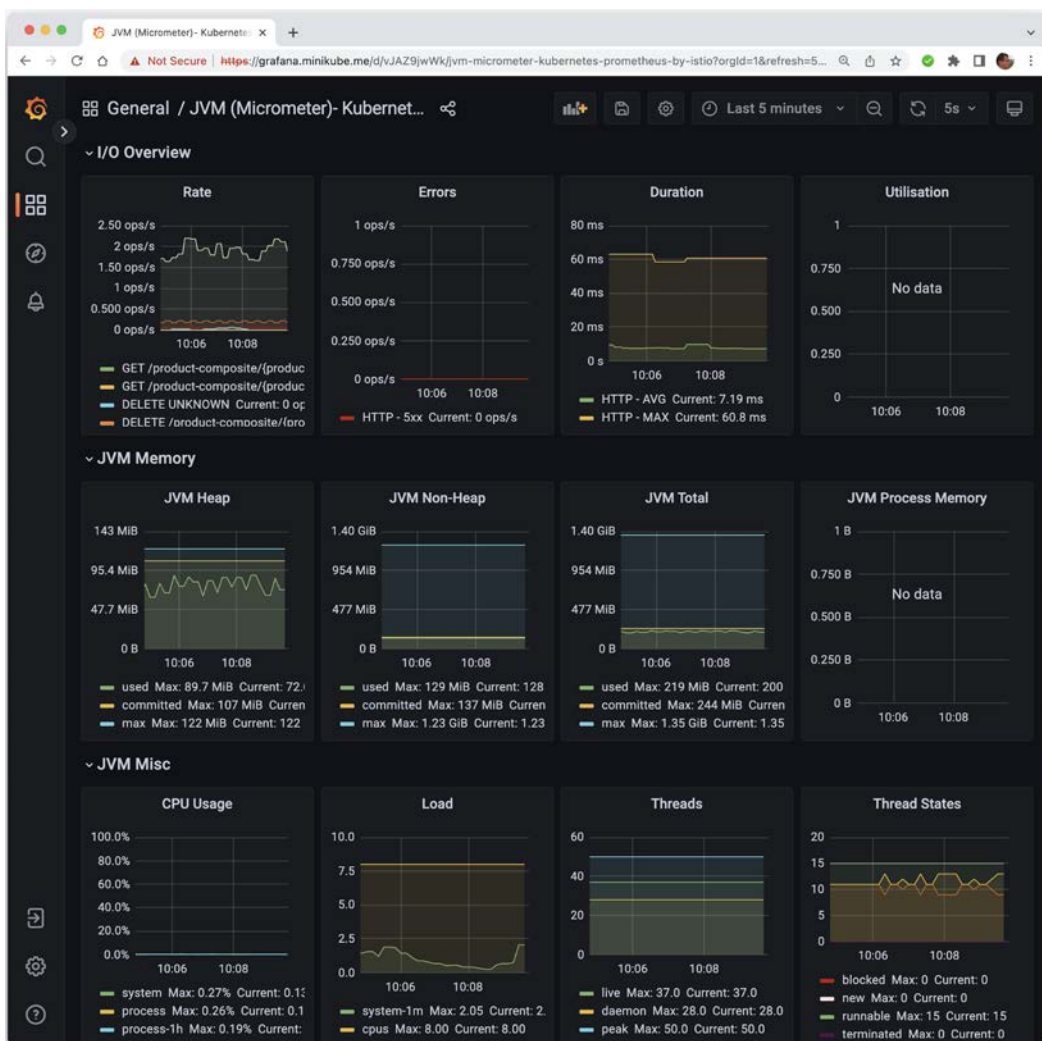 JVM (Micrometer)- Kubernetes
Not Secure | https://grafana.minikube.me/d/vJAZ9jwWk/jvm-micrometer-kubernetes-prometheus-by-istio?orgId=1&refresh=5...
General / JVM (Micrometer)- Kubernet...
Last 5 minutes
5s
I/O Overview
Rate
2.50 ops/s
2 ops/s
1.50 ops/s
1 ops/s
0.500 ops/s
0 ops/s
10:06 10:08
GET /product-composite/{produc
GET /product-composite/{produc
DELETE UNKNOWN Current: 0 op
DELETE /product-composite/{pro
Errors
1 ops/s
0.750 ops/s
0.500 ops/s
0.250 ops/s
0 ops/s
10:06 10:08
HTTP - 5xx Current: 0 ops/s
Duration
80 ms
60 ms
40 ms
20 ms
0 s
10:06 10:08
HTTP - AVG Current: 7.19 ms
HTTP - MAX Current: 60.8 ms
Utilisation
1
0.750
0.500
0.250
0
No data
10:06 10:08
JVM Memory
JVM Heap
143 MiB
95.4 MiB
47.7 MiB
0 B
10:06 10:08
used Max: 89.7 MiB Current: 72.
committed Max: 107 MiB Curren
max Max: 122 MiB Current: 122
JVM Non-Heap
1.40 GiB
954 MiB
477 MiB
0 B
10:06 10:08
used Max: 129 MiB Current: 128
committed Max: 137 MiB Curren
max Max: 1.23 GiB Current: 1.23
JVM Total
1.40 GiB
954 MiB
477 MiB
0 B
10:06 10:08
used Max: 219 MiB Current: 200
committed Max: 244 MiB Curren
max Max: 1.35 GiB Current: 1.35
JVM Process Memory
1 B
0.750 B
0.500 B
0.250 B
0 B
No data
10:06 10:08
JVM Misc
CPU Usage
100.0%
80.0%
60.0%
40.0%
20.0%
0.0%
10:06 10:08
system Max: 0.27% Current: 0.13
process Max: 0.26% Current: 0.1
process-1h Max: 0.19% Current:
Load
10.0
7.5
5.0
2.5
0.0
10:06 10:08
system-1m Max: 2.05 Current: 2.
cpus Max: 8.00 Current: 8.00
Threads
60
40
20
0
10:06 10:08
live Max: 37.0 Current: 37.0
daemon Max: 28.0 Current: 28.0
peak Max: 50.0 Current: 50.0
Thread States
20
15
10
5
0
10:06 10:08
blocked Max: 0 Current: 0
new Max: 0 Current: 0
runnable Max: 15 Current: 15
terminated Max: 0 Current: 0